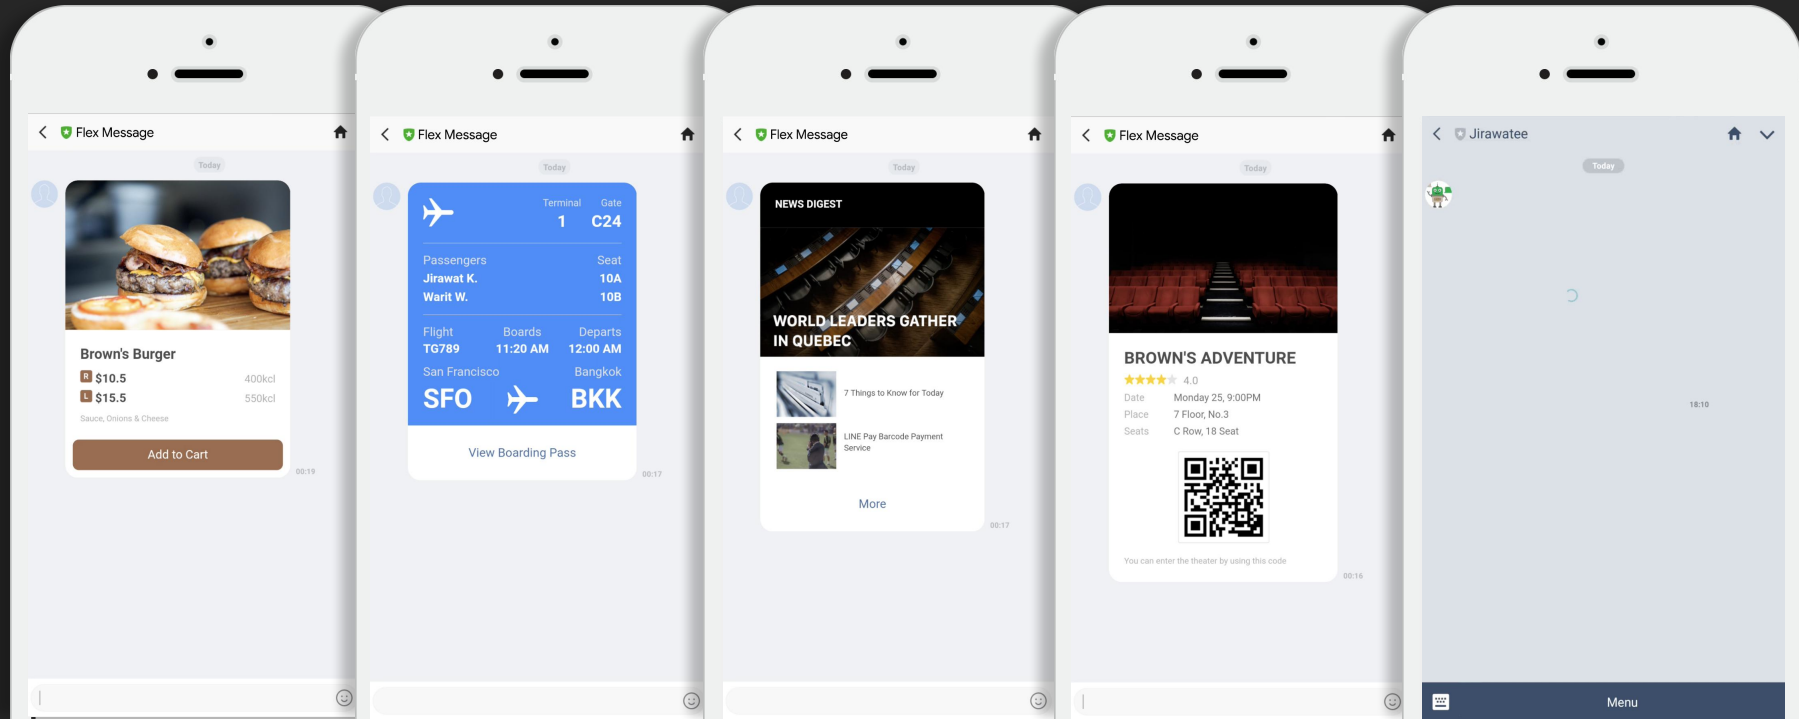 Flex Message
Today
Brown's Burger
R $10.5 400kcl
L $15.5 550kcl
Sauce, Onions & Cheese
Add to Cart
00:19
Flex Message
Today
Terminal Gate
1 C24
Passengers Seat
Jirawat K. 10A
Warit W. 10B
Flight Boards Departs
TG789 11:20 AM 12:00 AM
San Francisco Bangkok
SFO BKK
View Boarding Pass
00:17
Flex Message
Today
NEWS DIGEST
WORLD LEADERS GATHER
IN QUEBEC
7 Things to Know for Today
LINE Pay Barcode Payment
Service
More
00:17
Flex Message
Today
BROWN'S ADVENTURE
4.0
Date Monday 25, 9:00PM
Place 7 Floor, No.3
Seats C Row, 18 Seat
You can enter the theater by using this code
00:16
Jirawatee
Today
18:10
Menu